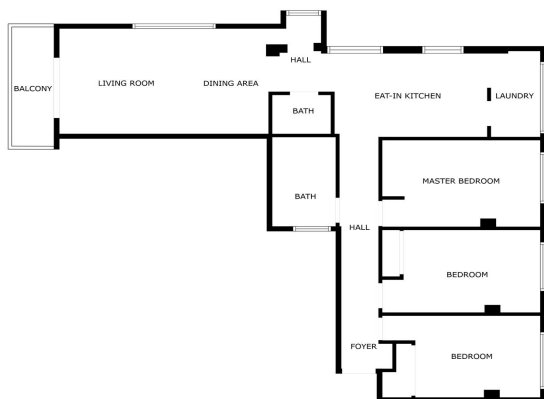 HALL
BALCONY
LIVING ROOM
DINING AREA
EAT-IN KITCHEN
LAUNDRY
BATH
MASTER BEDROOM
BATH
HALL
BEDROOM
FOYER
BEDROOM